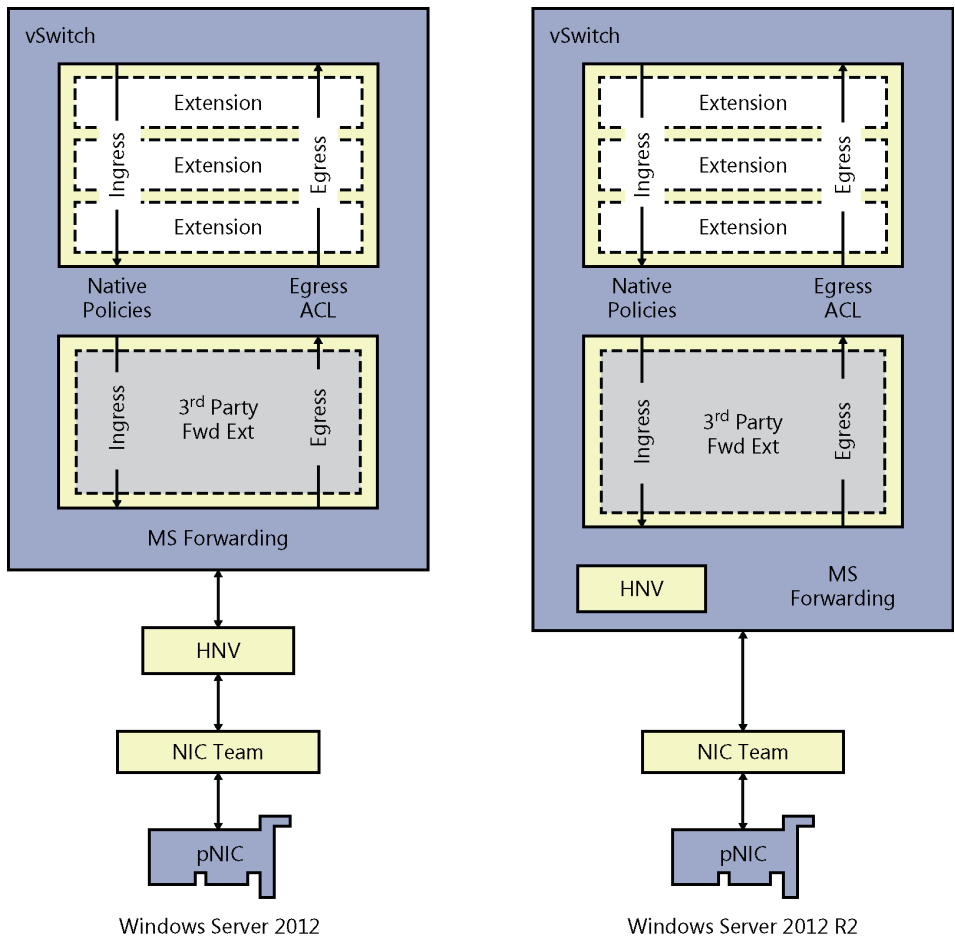 vSwitch
Extension
Extension
Extension
Ingress
Egress
Native
Policies
Egress
ACL
Ingress
3rd Party
Fwd Ext
Egress
MS Forwarding
HNV
NIC Team
pNIC
Windows Server 2012
vSwitch
Extension
Extension
Extension
Ingress
Egress
Native
Policies
Egress
ACL
Ingress
3rd Party
Fwd Ext
Egress
HNV
MS
Forwarding
NIC Team
pNIC
Windows Server 2012 R2